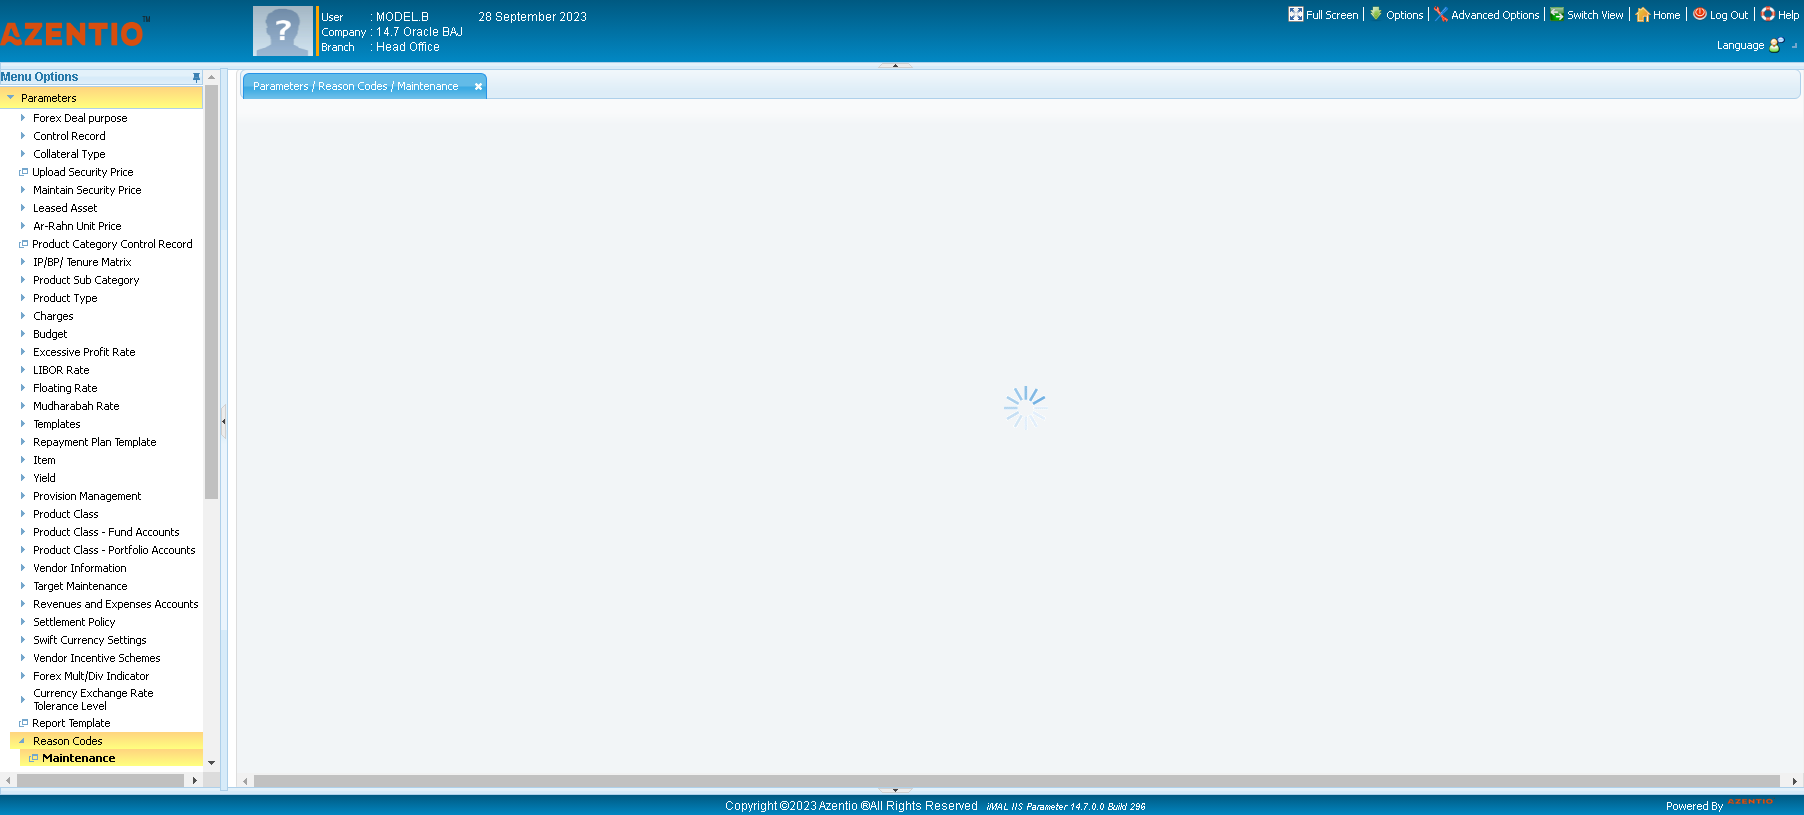 AZENTIO™
User : MODEL.B 28 September 2023
Company : 14.7 Oracle BAJ
Branch : Head Office
Full Screen Options Advanced Options Switch View Home Log Out Help
Language
Menu Options
Parameters / Reason Codes / Maintenance
Parameters
Forex Deal purpose
Control Record
Collateral Type
Upload Security Price
Maintain Security Price
Leased Asset
Ar-Rahn Unit Price
Product Category Control Record
IP/BP/ Tenure Matrix
Product Sub Category
Product Type
Charges
Budget
Excessive Profit Rate
LIBOR Rate
Floating Rate
Mudharabah Rate
Templates
Repayment Plan Template
Item
Yield
Provision Management
Product Class
Product Class - Fund Accounts
Product Class - Portfolio Accounts
Vendor Information
Target Maintenance
Revenues and Expenses Accounts
Settlement Policy
Swift Currency Settings
Vendor Incentive Schemes
Forex Mult/Div Indicator
Currency Exchange Rate
Tolerance Level
Report Template
Reason Codes
Maintenance
Copyright ©2023 Azentio ®All Rights Reserved iMAL IIS Parameter 14.7.0.0 Build 296
Powered By AZENTIO